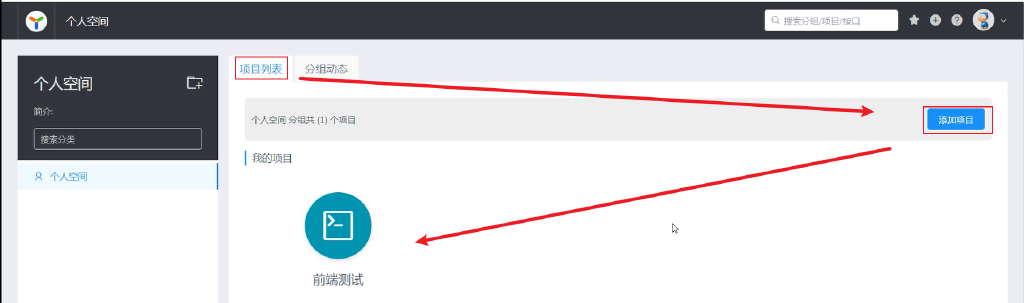 个人空间
搜索分组/项目/接口
个人空间
简介:
搜索分类
个人空间
项目列表
分组动态
个人空间 分组共 (1) 个项目
添加项目
我的项目
前端测试